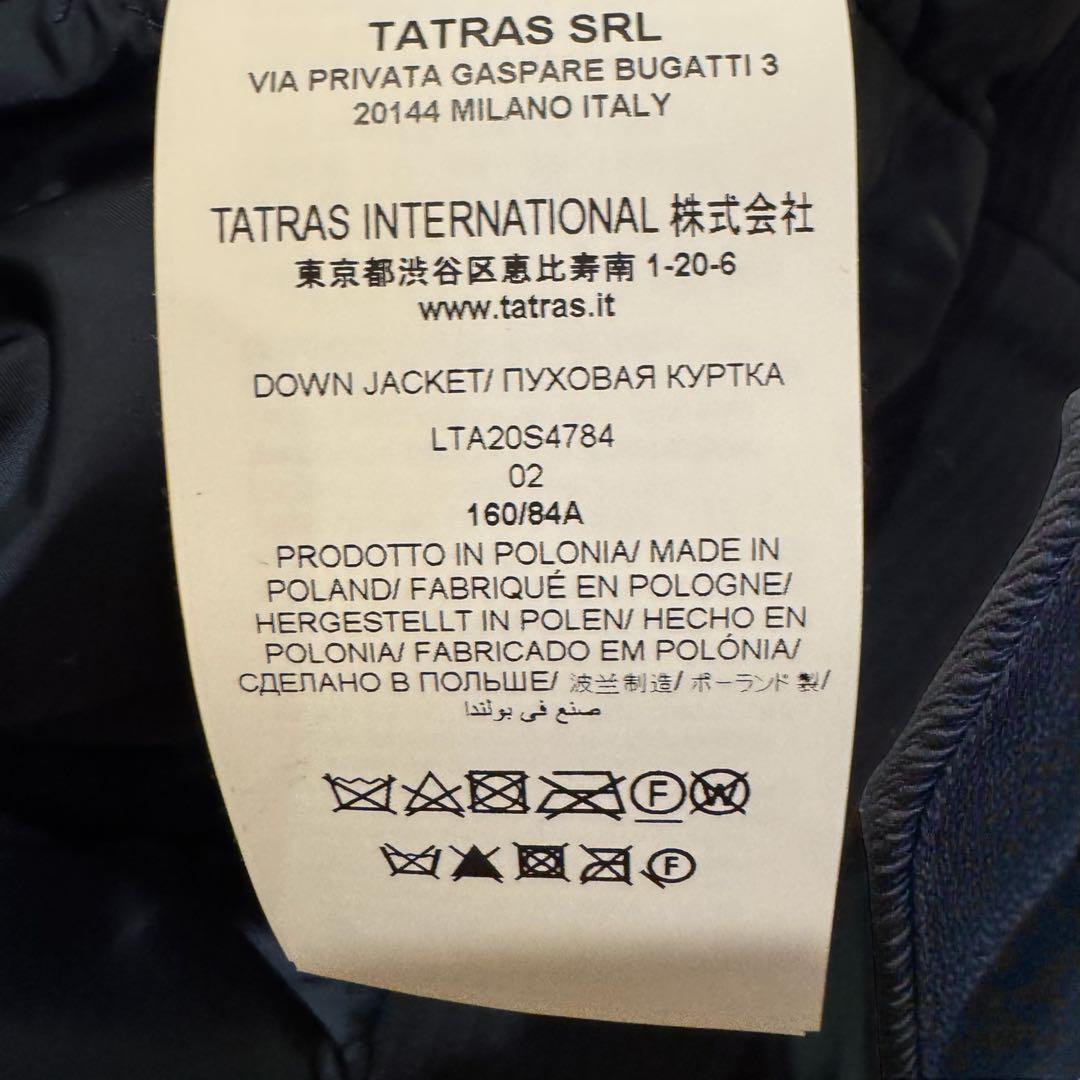 TATRAS SRL
VIA PRIVATA GASPARE BUGATTI 3
20144 MILANO ITALY
TATRAS INTERNATIONAL 株式会社
東京都渋谷区恵比寿南 1-20-6
www.tatras.it
DOWN JACKET/ ПУХОВАЯ КУРТКА
LTA20S4784
02
160/84A
PRODOTTO IN POLONIA/ MADE IN
POLAND/ FABRIQUÉ EN POLOGNE/
HERGESTELLT IN POLEN/ HECHO EN
POLONIA/ FABRICADO EM POLÓNIA/
СДЕЛАНО В ПОЛЬШЕ/ 波兰制造/ ポーランド製/
صنع في بولندا
F W
F